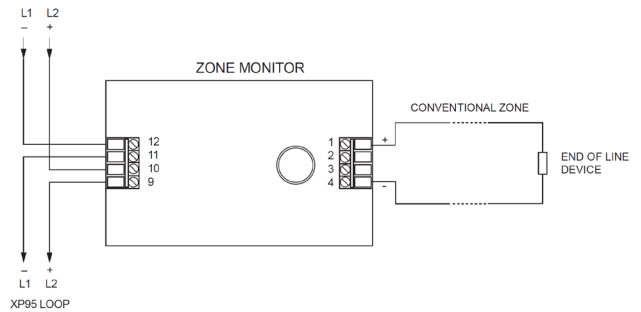 L1 L2
– +
ZONE MONITOR
CONVENTIONAL ZONE
12
11
10
9
1
2
3
4
+
-
END OF LINE
DEVICE
– +
L1 L2
XP95 LOOP